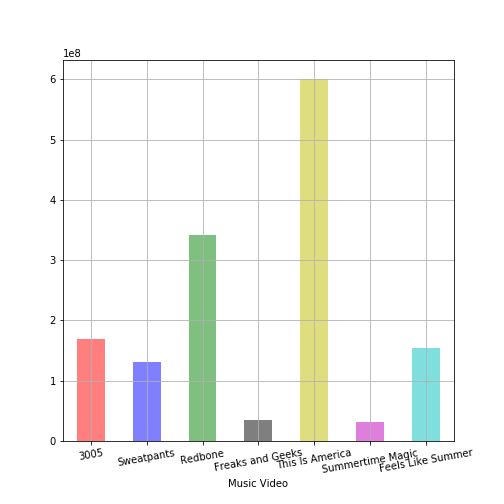 1e8
6
5
4
3
2
1
0
3005
Sweatpants
Redbone
Freaks and Geeks
This Is America
Summertime Magic
Feels Like Summer
Music Video